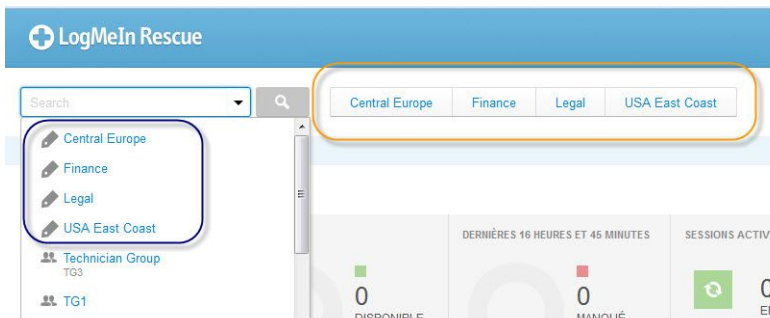 LogMeIn Rescue
Search
Central Europe Finance Legal USA East Coast
Central Europe
Finance
Legal
USA East Coast
Technician Group
TG3
TG1
DERNIÈRES 16 HEURES ET 45 MINUTES
SESSIONS
0
DISPONIBLE
0
MANQUÉ